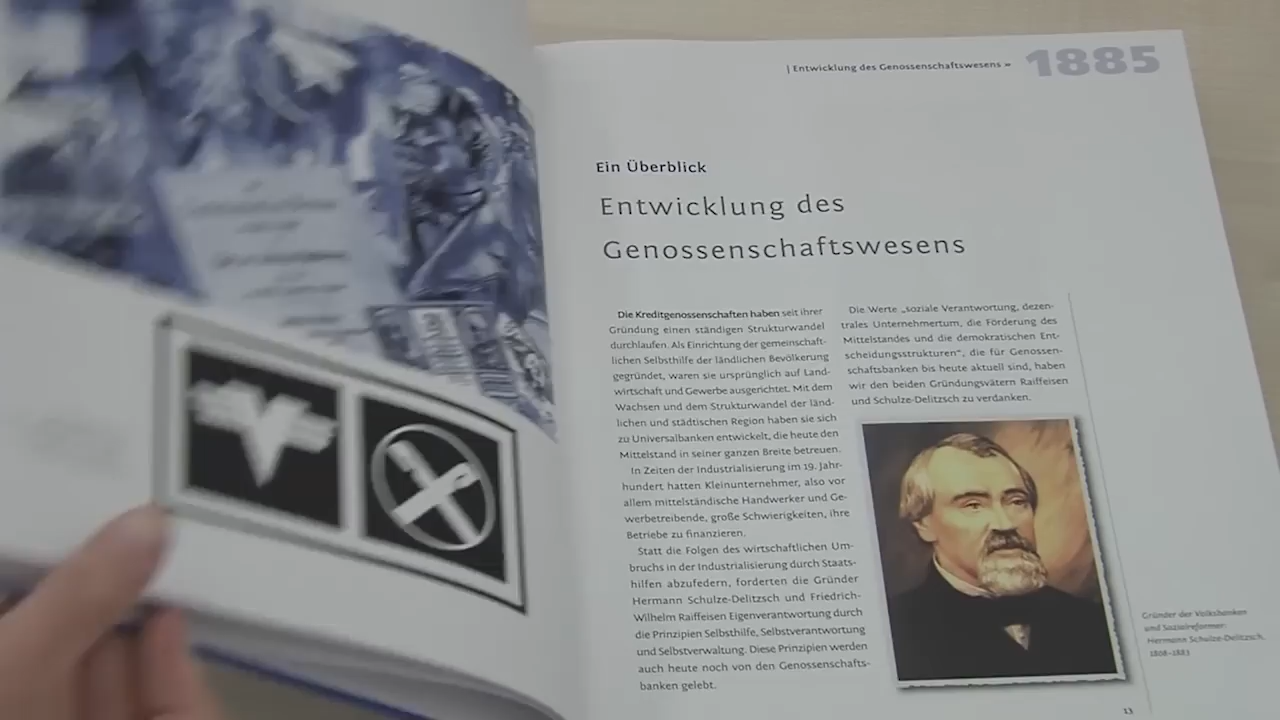 | Entwicklung des Genossenschaftswesens »
1885
Ein Überblick
Entwicklung des
Genossenschaftswesens
Die Kreditgenossenschaften haben seit ihrer
Gründung einen ständigen Strukturwandel
durchlaufen. Als Einrichtung der gemeinschaft-
lichen Selbsthilfe der ländlichen Bevölkerung
gegründet, waren sie ursprünglich auf Land-
wirtschaft und Gewerbe ausgerichtet. Mit dem
Wachsen und dem Strukturwandel der länd-
lichen und städtischen Region haben sie sich
zu Universalbanken entwickelt, die heute den
Mittelstand in seiner ganzen Breite betreuen.
In Zeiten der Industrialisierung im 19. Jahr-
hundert hatten Kleinunternehmer, also vor
allem mittelständische Handwerker und Ge-
werbetreibende, große Schwierigkeiten, ihre
Betriebe zu finanzieren.
Statt die Folgen des wirtschaftlichen Um-
bruchs in der Industrialisierung durch Staats-
hilfen abzufedern, forderten die Gründer
Hermann Schulze-Delitzsch und Friedrich-
Wilhelm Raiffeisen Eigenverantwortung durch
die Prinzipien Selbsthilfe, Selbstverantwortung
und Selbstverwaltung. Diese Prinzipien werden
auch heute noch von den Genossenschafts-
banken gelebt.
Die Werte „soziale Verantwortung, dezen-
trales Unternehmertum, die Förderung des
Mittelstandes und die demokratischen Ent-
scheidungsstrukturen“, die für Genossen-
schaftsbanken bis heute aktuell sind, haben
wir den beiden Gründungsvätern Raiffeisen
und Schulze-Delitzsch zu verdanken.
Gründer der Volksbanken
und Sozialreformer:
Hermann Schulze-Delitzsch,
1808–1883
13